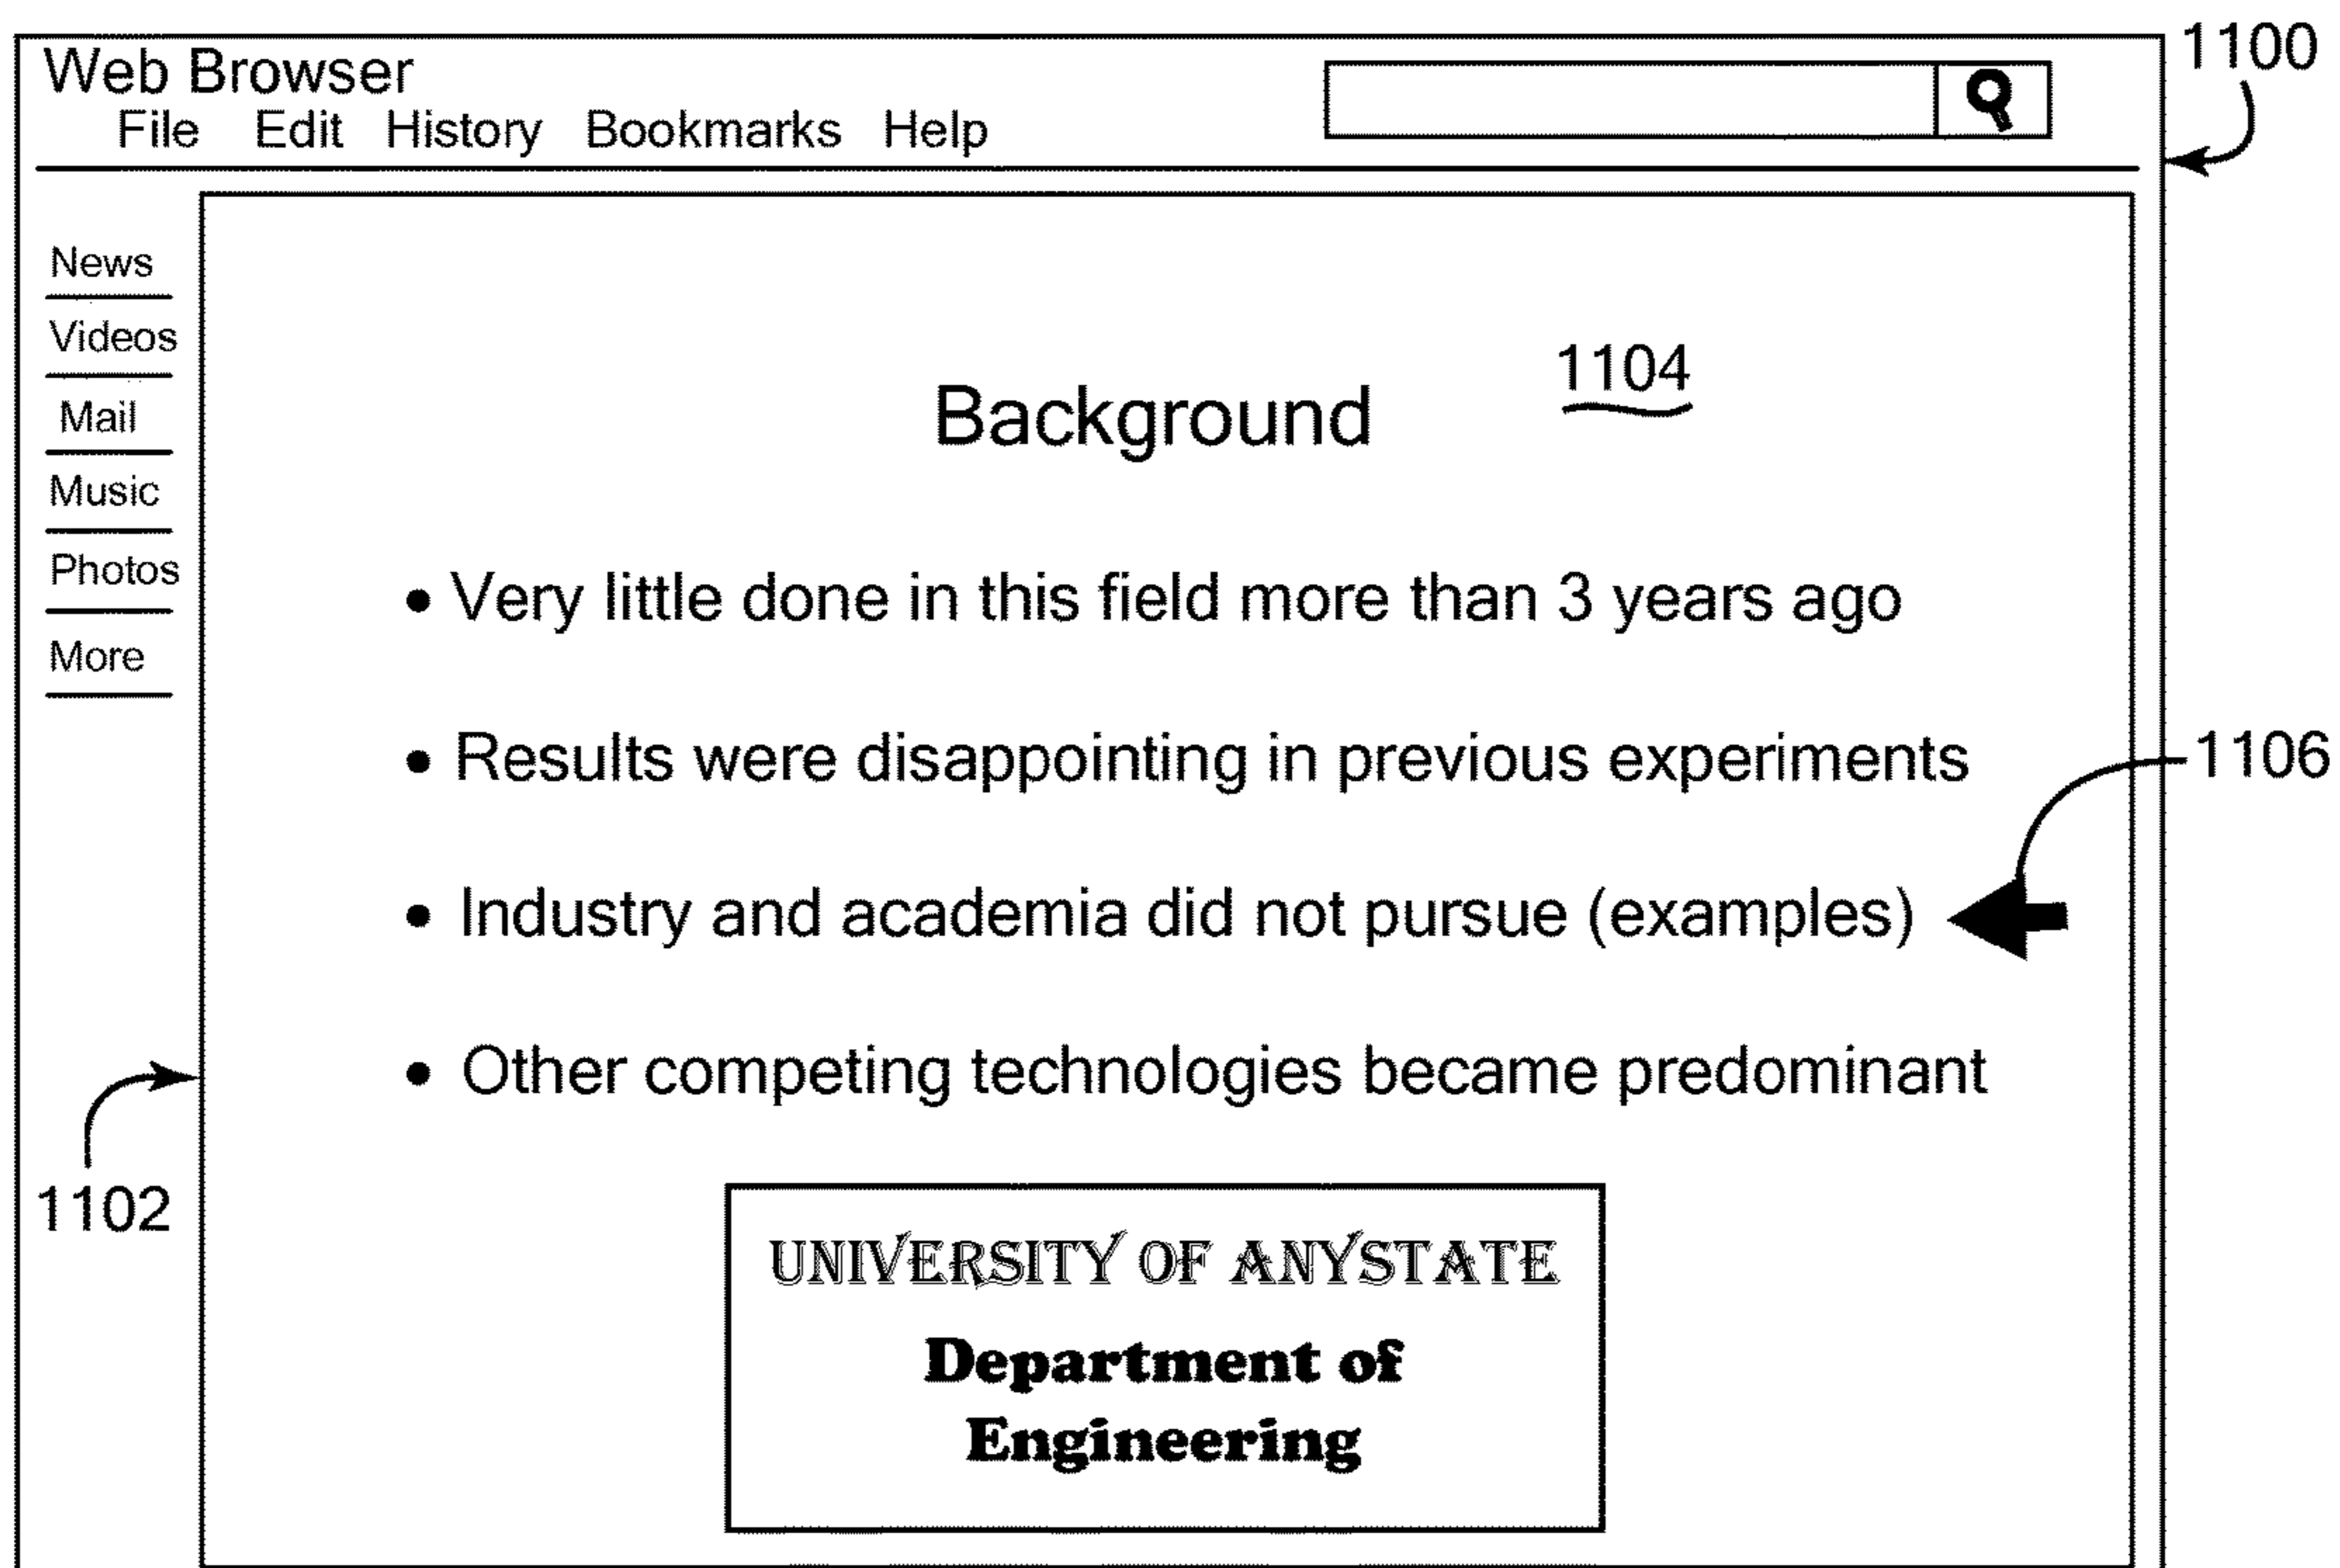 Web Browser
1100
File Edit History Bookmarks Help
News
Videos
Mail
Music
Photos
More
1104
Background
• Very little done in this field more than 3 years ago
• Results were disappointing in previous experiments
1106
• Industry and academia did not pursue (examples)
• Other competing technologies became predominant
1102
UNIVERSITY OF ANYSTATE
Department of
Engineering